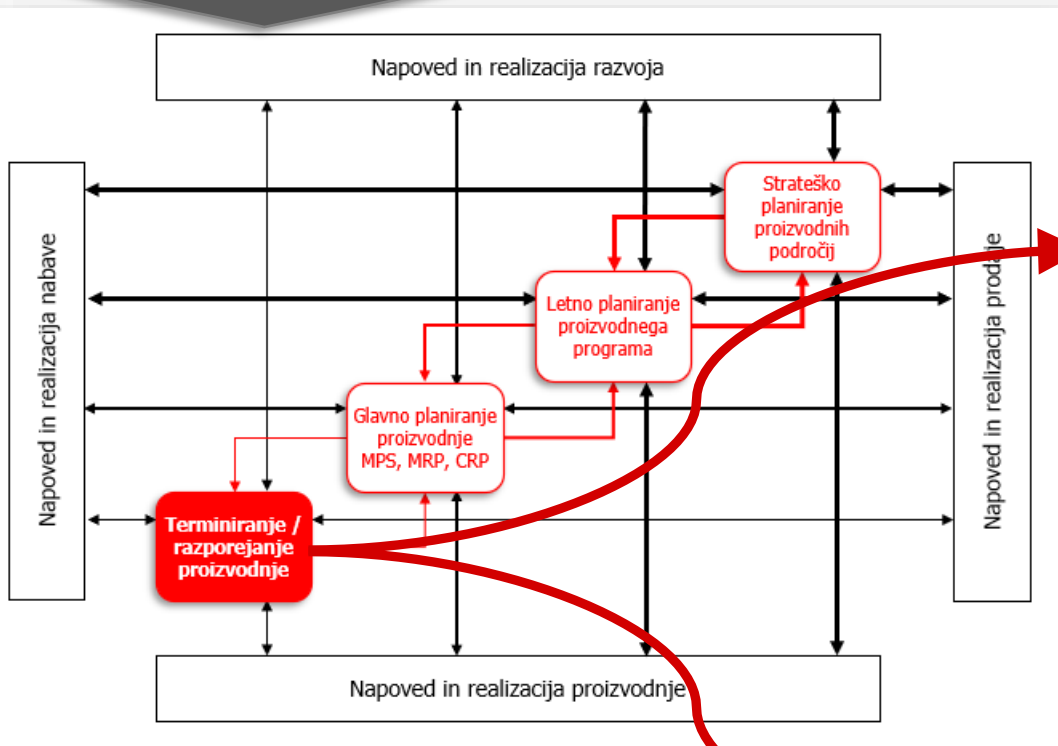 Napoved in realizacija razvoja
Napoved in realizacija nabave
Strateško
planiranje
proizvodnih
področij
Napoved in realizacija prodaje
Letno planiranje
proizvodnega
programa
Glavno planiranje
proizvodnje
MPS, MRP, CRP
Terminiranje /
razporejanje
proizvodnje
Napoved in realizacija proizvodnje